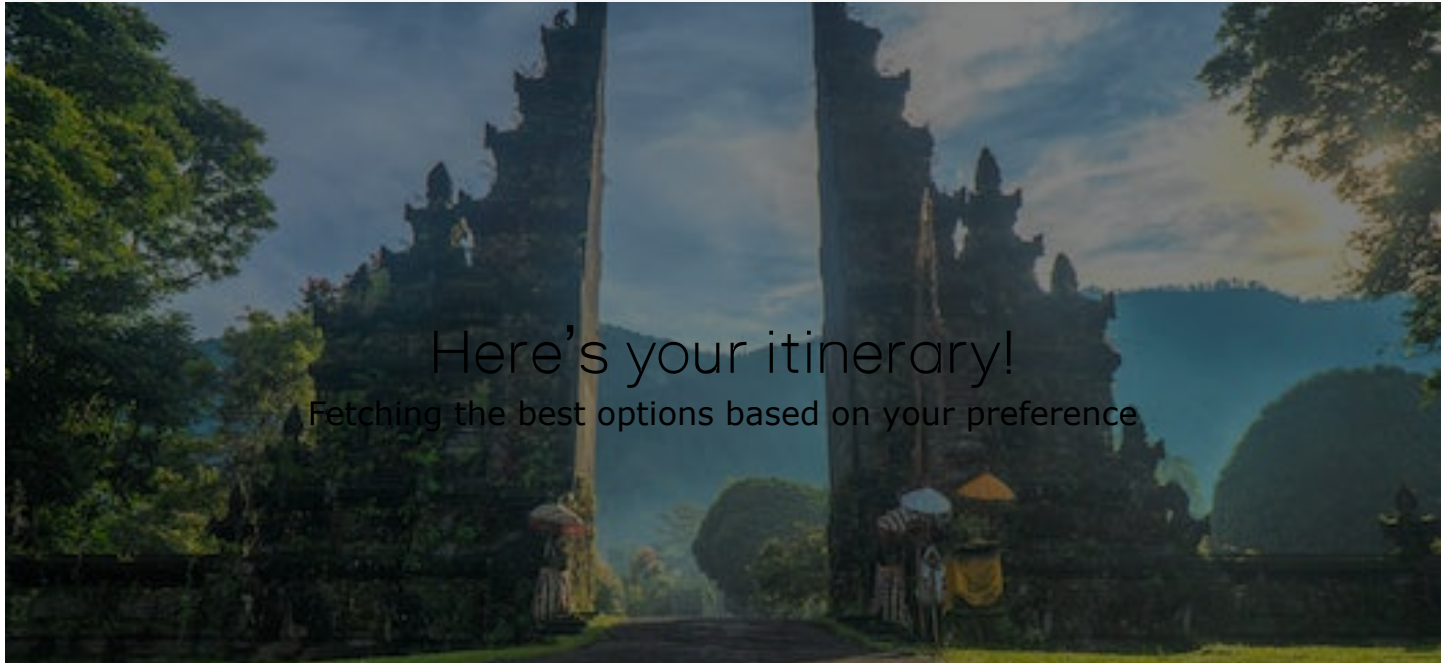 Here’s your itinerary!
Fetching the best options based on your preference